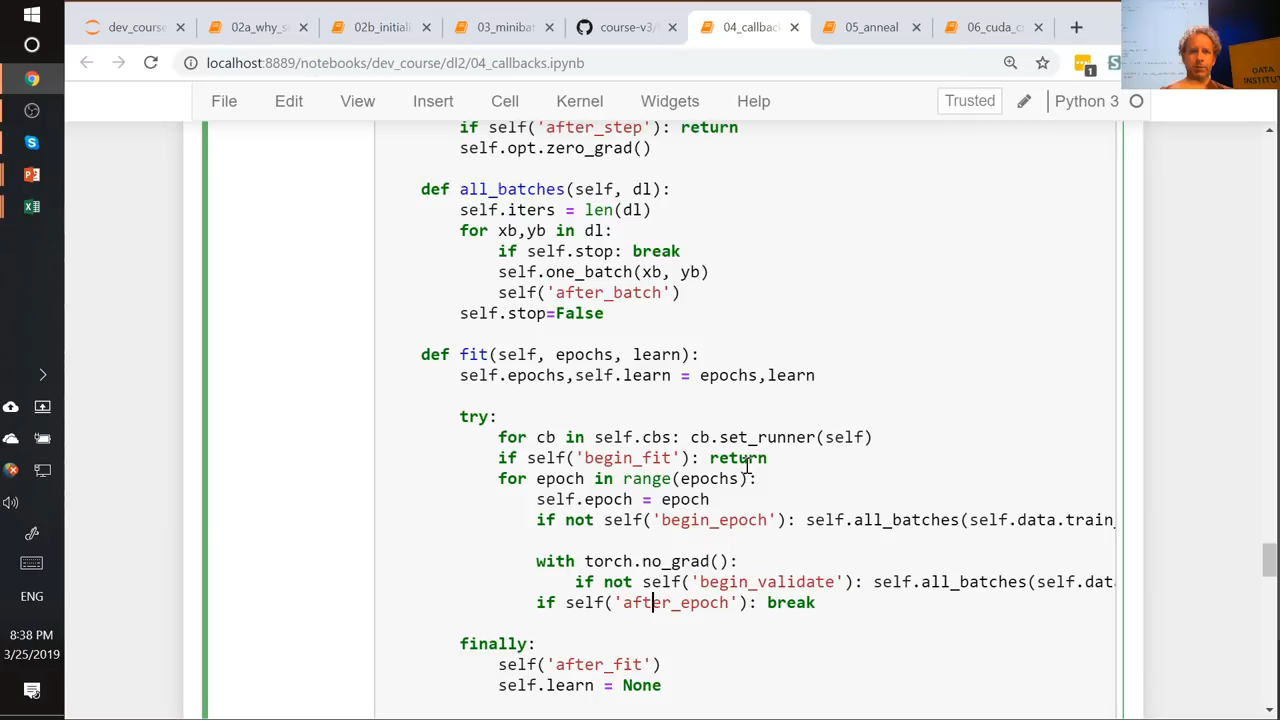 dev_course
02a_why_s
02b_initial
03_minibat
course-v3/
04_callbac
05_anneal
06_cuda_c
localhost:8889/notebooks/dev_course/dl2/04_callbacks.ipynb
1
DATA
INSTITU
File Edit View Insert Cell Kernel Widgets Help
Trusted
Python 3
if self('after_step'): return
self.opt.zero_grad()
def all_batches(self, dl):
self.iters = len(dl)
for xb,yb in dl:
if self.stop: break
self.one_batch(xb, yb)
self('after_batch')
self.stop=False
def fit(self, epochs, learn):
self.epochs,self.learn = epochs,learn
try:
for cb in self.cbs: cb.set_runner(self)
if self('begin_fit'): return
for epoch in range(epochs):
self.epoch = epoch
if not self('begin_epoch'): self.all_batches(self.data.train_
with torch.no_grad():
if not self('begin_validate'): self.all_batches(self.dat
if self('after_epoch'): break
finally:
self('after_fit')
self.learn = None
ENG
8:38 PM
3/25/2019